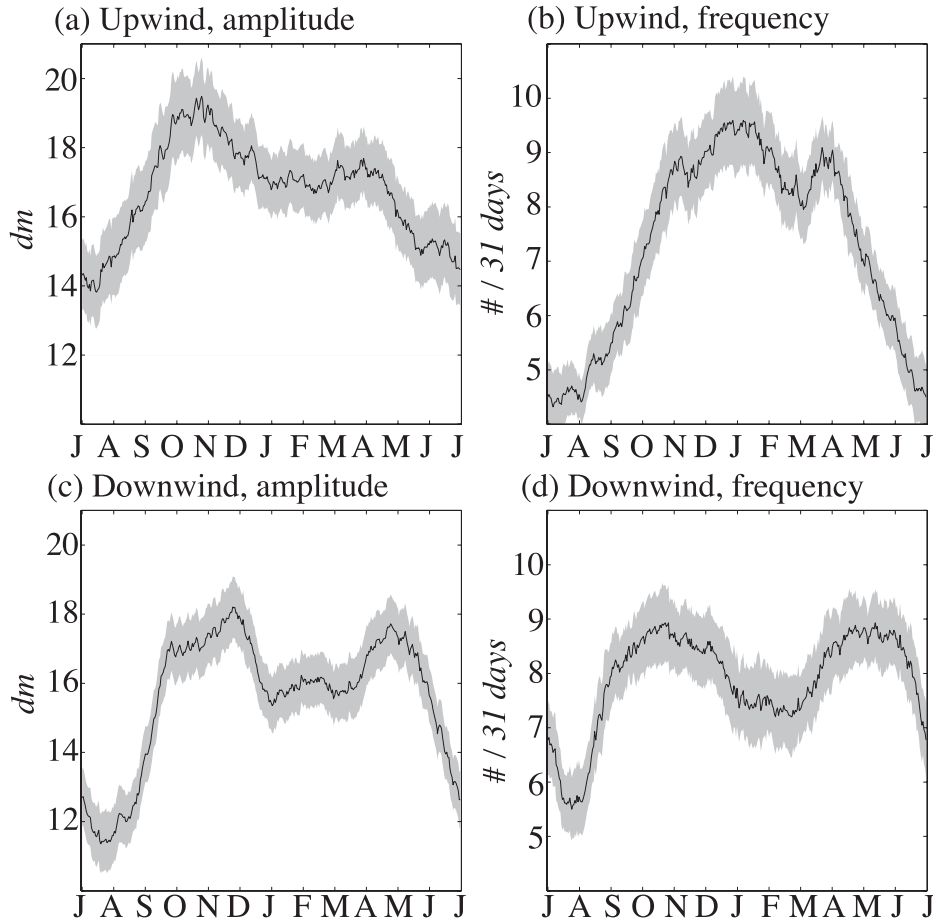 (a) Upwind, amplitude
20
18
16
14
12
dm
J A S O N D J F M A M J J
(b) Upwind, frequency
10
9
8
7
6
5
# / 31 days
J A S O N D J F M A M J J
(c) Downwind, amplitude
20
18
16
14
12
dm
J A S O N D J F M A M J J
(d) Downwind, frequency
10
9
8
7
6
5
# / 31 days
J A S O N D J F M A M J J